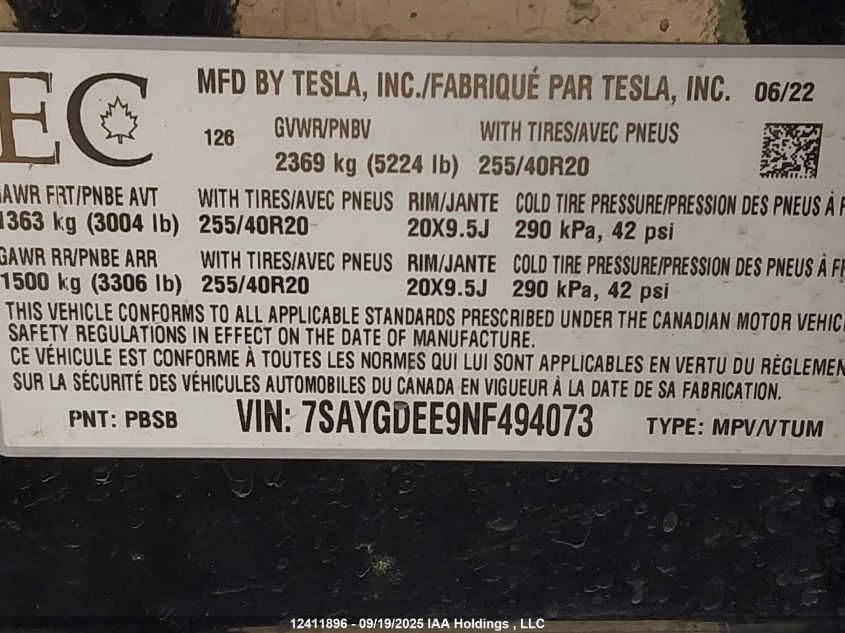 EC
MFD BY TESLA, INC./FABRIQUÉ PAR TESLA, INC. 06/22
126 GVWR/PNBV WITH TIRES/AVEC PNEUS
2369 kg (5224 lb) 255/40R20
GAWR FRT/PNBE AVT WITH TIRES/AVEC PNEUS RIM/JANTE COLD TIRE PRESSURE/PRESSION DES PNEUS À F
1363 kg (3004 lb) 255/40R20 20X9.5J 290 kPa, 42 psi
GAWR RR/PNBE ARR WITH TIRES/AVEC PNEUS RIM/JANTE COLD TIRE PRESSURE/PRESSION DES PNEUS À FR
1500 kg (3306 lb) 255/40R20 20X9.5J 290 kPa, 42 psi
THIS VEHICLE CONFORMS TO ALL APPLICABLE STANDARDS PRESCRIBED UNDER THE CANADIAN MOTOR VEHIC
SAFETY REGULATIONS IN EFFECT ON THE DATE OF MANUFACTURE.
CE VÉHICULE EST CONFORME À TOUTES LES NORMES QUI LUI SONT APPLICABLES EN VERTU DU RÈGLEMEN
SUR LA SÉCURITÉ DES VÉHICULES AUTOMOBILES DU CANADA EN VIGUEUR À LA DATE DE SA FABRICATION.
PNT: PBSB VIN: 7SAYGDEE9NF494073 TYPE: MPV/VTUM
12411896 - 09/19/2025 IAA Holdings , LLC